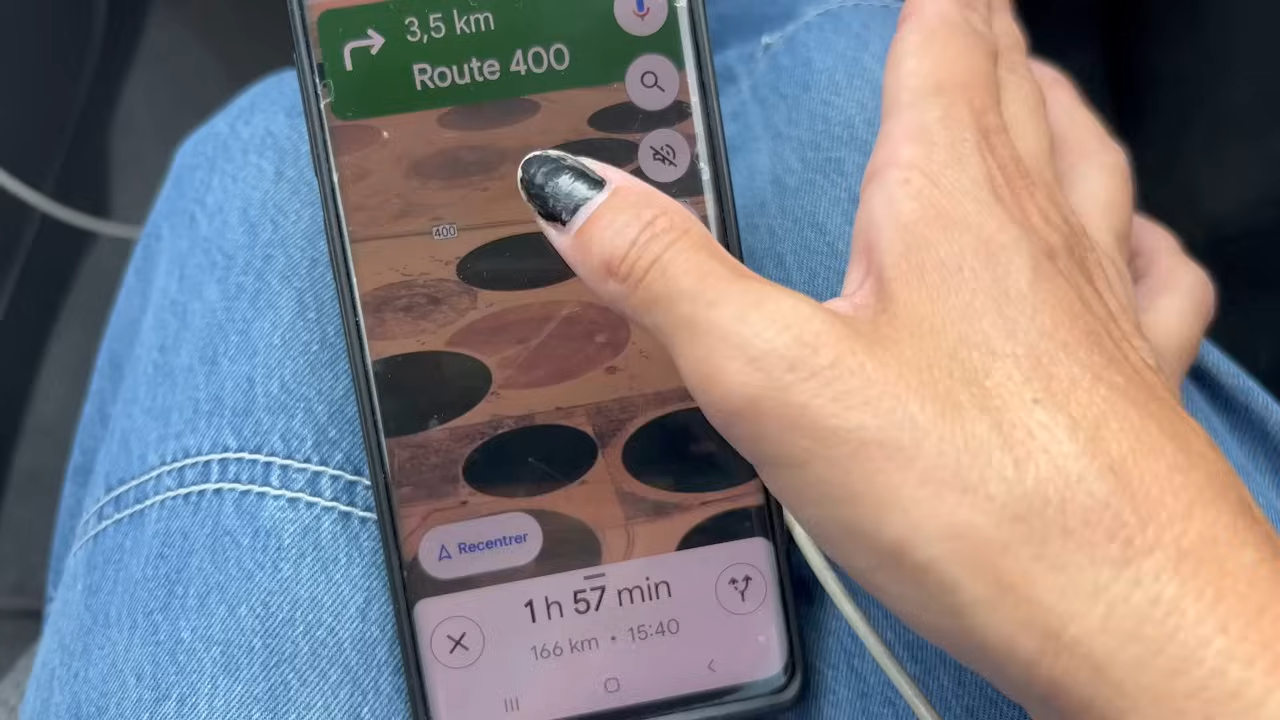 3,5 km
Route 400
400
Recentrer
1 h 57 min
166 km • 15:40